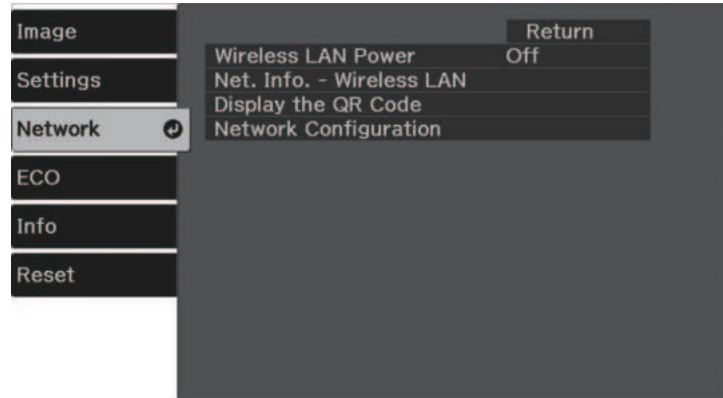 Image
Settings
Network
ECO
Info
Reset
Return
Wireless LAN Power Off
Net. Info. - Wireless LAN
Display the QR Code
Network Configuration